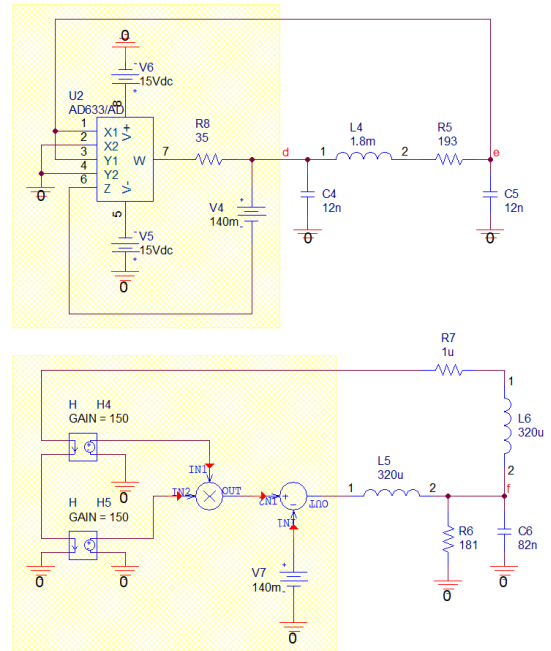 0
V6
15Vdc
U2
AD633/AD
8
1 X1 V+
2 X2
3 Y1 W 7
4 Y2
6 Z V-
R8
35
d
1 L4 2
1.8m
R5
193
e
C4
12n
C5
12n
V4
140m
0
5
V5
15Vdc
0
0
0
R7
1u
1
L6
320u
2
H H4
GAIN = 150
0
IN1
IN2 OUT
IN2
OUT
IN1
L5
320u
1 2
f
H H5
GAIN = 150
R6
181
C6
82n
V7
140m
0
0
0
0
0